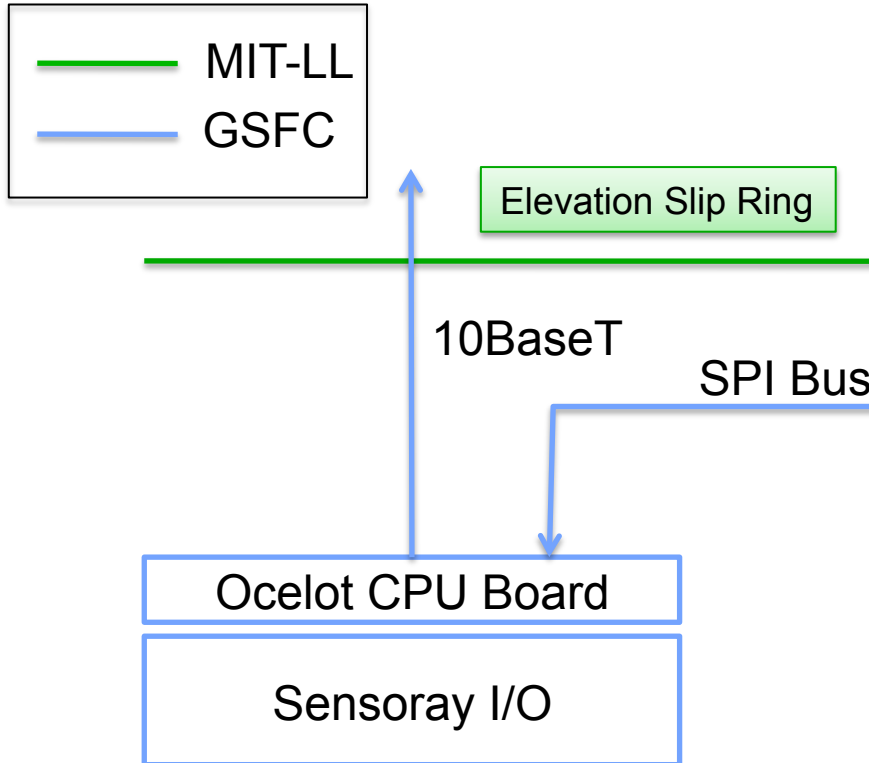 MIT-LL
GSFC
Elevation Slip Ring
10BaseT
SPI Bus
Ocelot CPU Board
Sensoray I/O